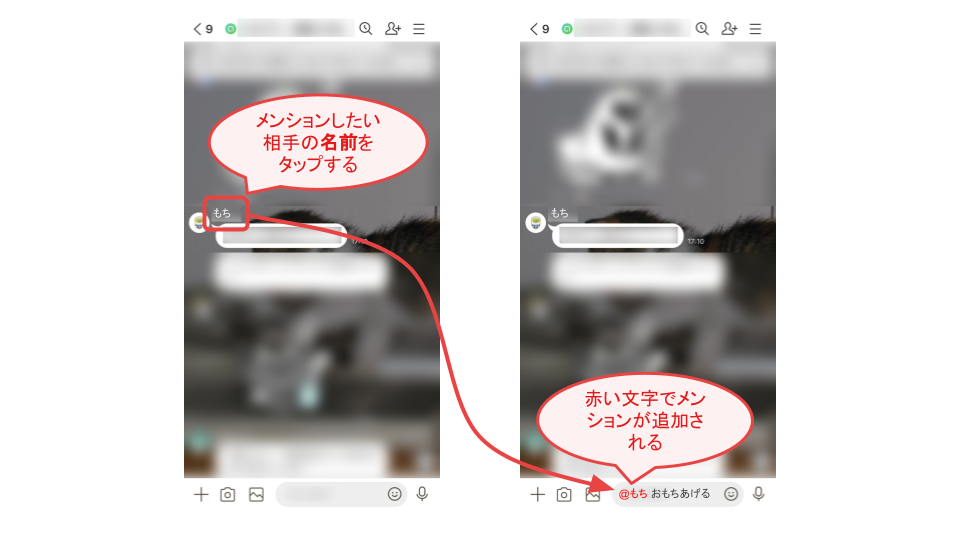 9
メンションしたい
相手の名前を
タップする
もち
17:10
9
もち
17:10
赤い文字でメン
ションが追加さ
れる
@もち おもちあげる